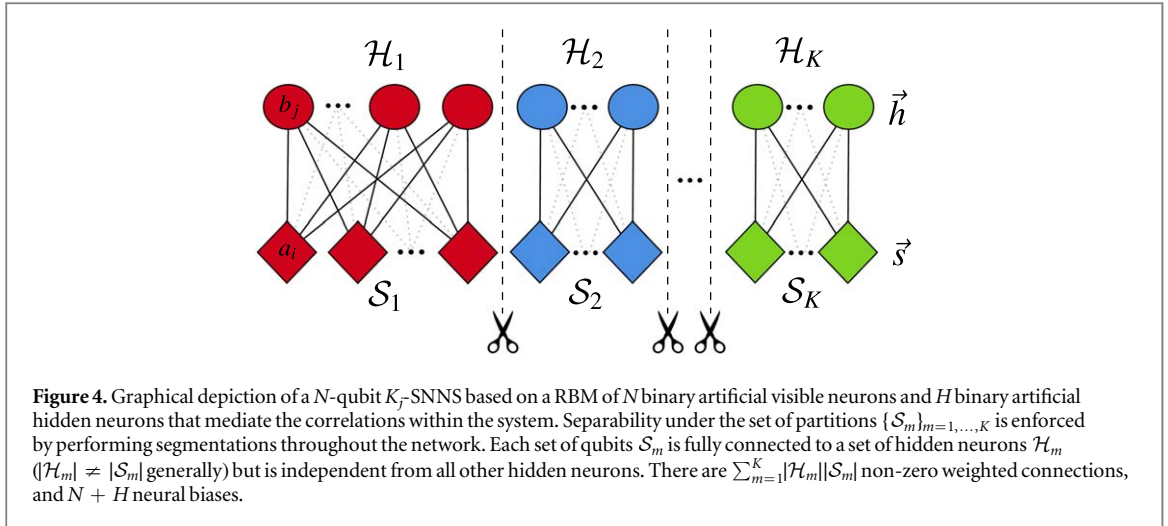 ℋ₁ ℋ₂ ℋ_K
b_j ... ... ... h⃗
...
a_i ... ... ... s⃗
𝒮₁ 𝒮₂ 𝒮_K
Figure 4. Graphical depiction of a N-qubit K_j-SNNS based on a RBM of N binary artificial visible neurons and H binary artificial
hidden neurons that mediate the correlations within the system. Separability under the set of partitions {𝒮_m}_{m=1,...,K} is enforced
by performing segmentations throughout the network. Each set of qubits 𝒮_m is fully connected to a set of hidden neurons ℋ_m
(|ℋ_m| ≠ |𝒮_m| generally) but is independent from all other hidden neurons. There are ∑_{m=1}^{K}|ℋ_m||𝒮_m| non-zero weighted connections,
and N + H neural biases.